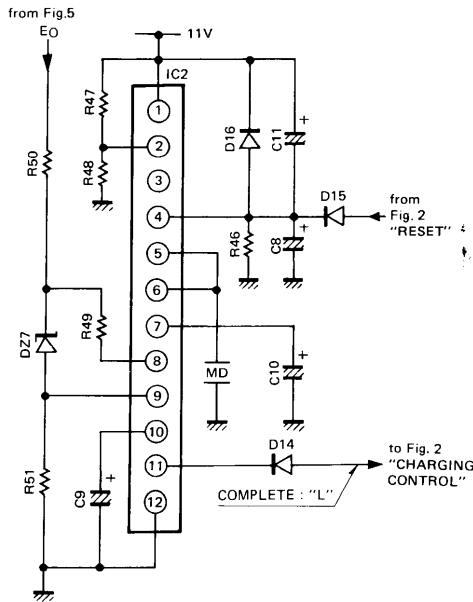 from Fig.5
EO
11V
IC2
R47
R48
R50
R49
DZ7
R51
C9
1
2
3
4
5
6
7
8
9
10
11
12
D16
C11
+
D15
from
Fig. 2
"RESET"
R46
C8
+
MD
C10
+
+
D14
to Fig. 2
"CHARGING
CONTROL"
COMPLETE : "L"